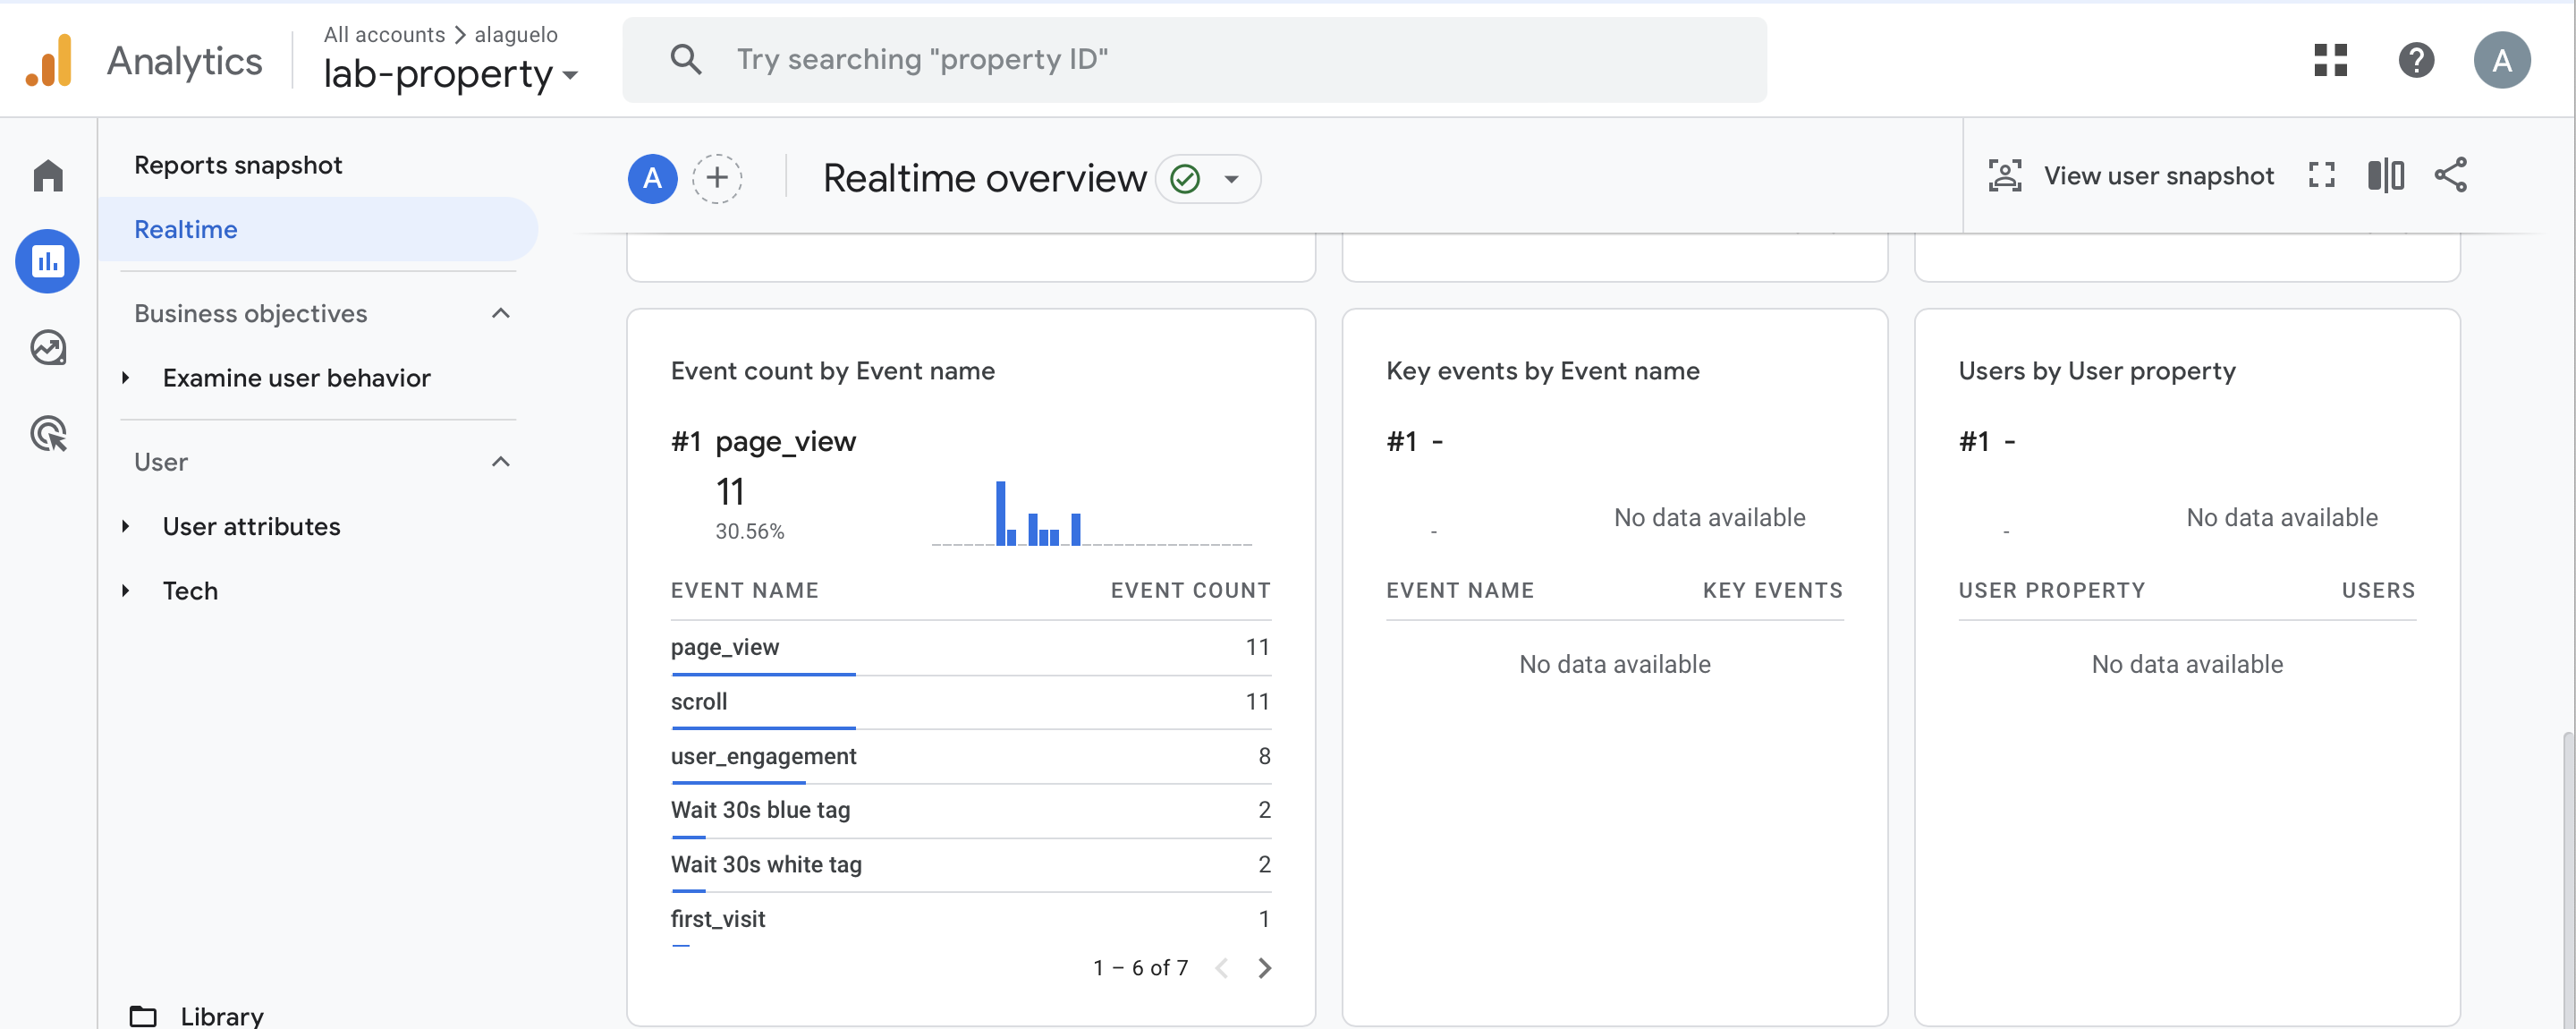 Analytics
All accounts > alaguelo
lab-property
Try searching "property ID"
?
A
Reports snapshot
Realtime
Business objectives
Examine user behavior
User
User attributes
Tech
Library
A
Realtime overview
View user snapshot
Event count by Event name
#1 page_view
11
30.56%
EVENT NAME EVENT COUNT
page_view 11
scroll 11
user_engagement 8
Wait 30s blue tag 2
Wait 30s white tag 2
first_visit 1
1 – 6 of 7
Key events by Event name
#1 -
-
No data available
EVENT NAME KEY EVENTS
No data available
Users by User property
#1 -
-
No data available
USER PROPERTY USERS
No data available